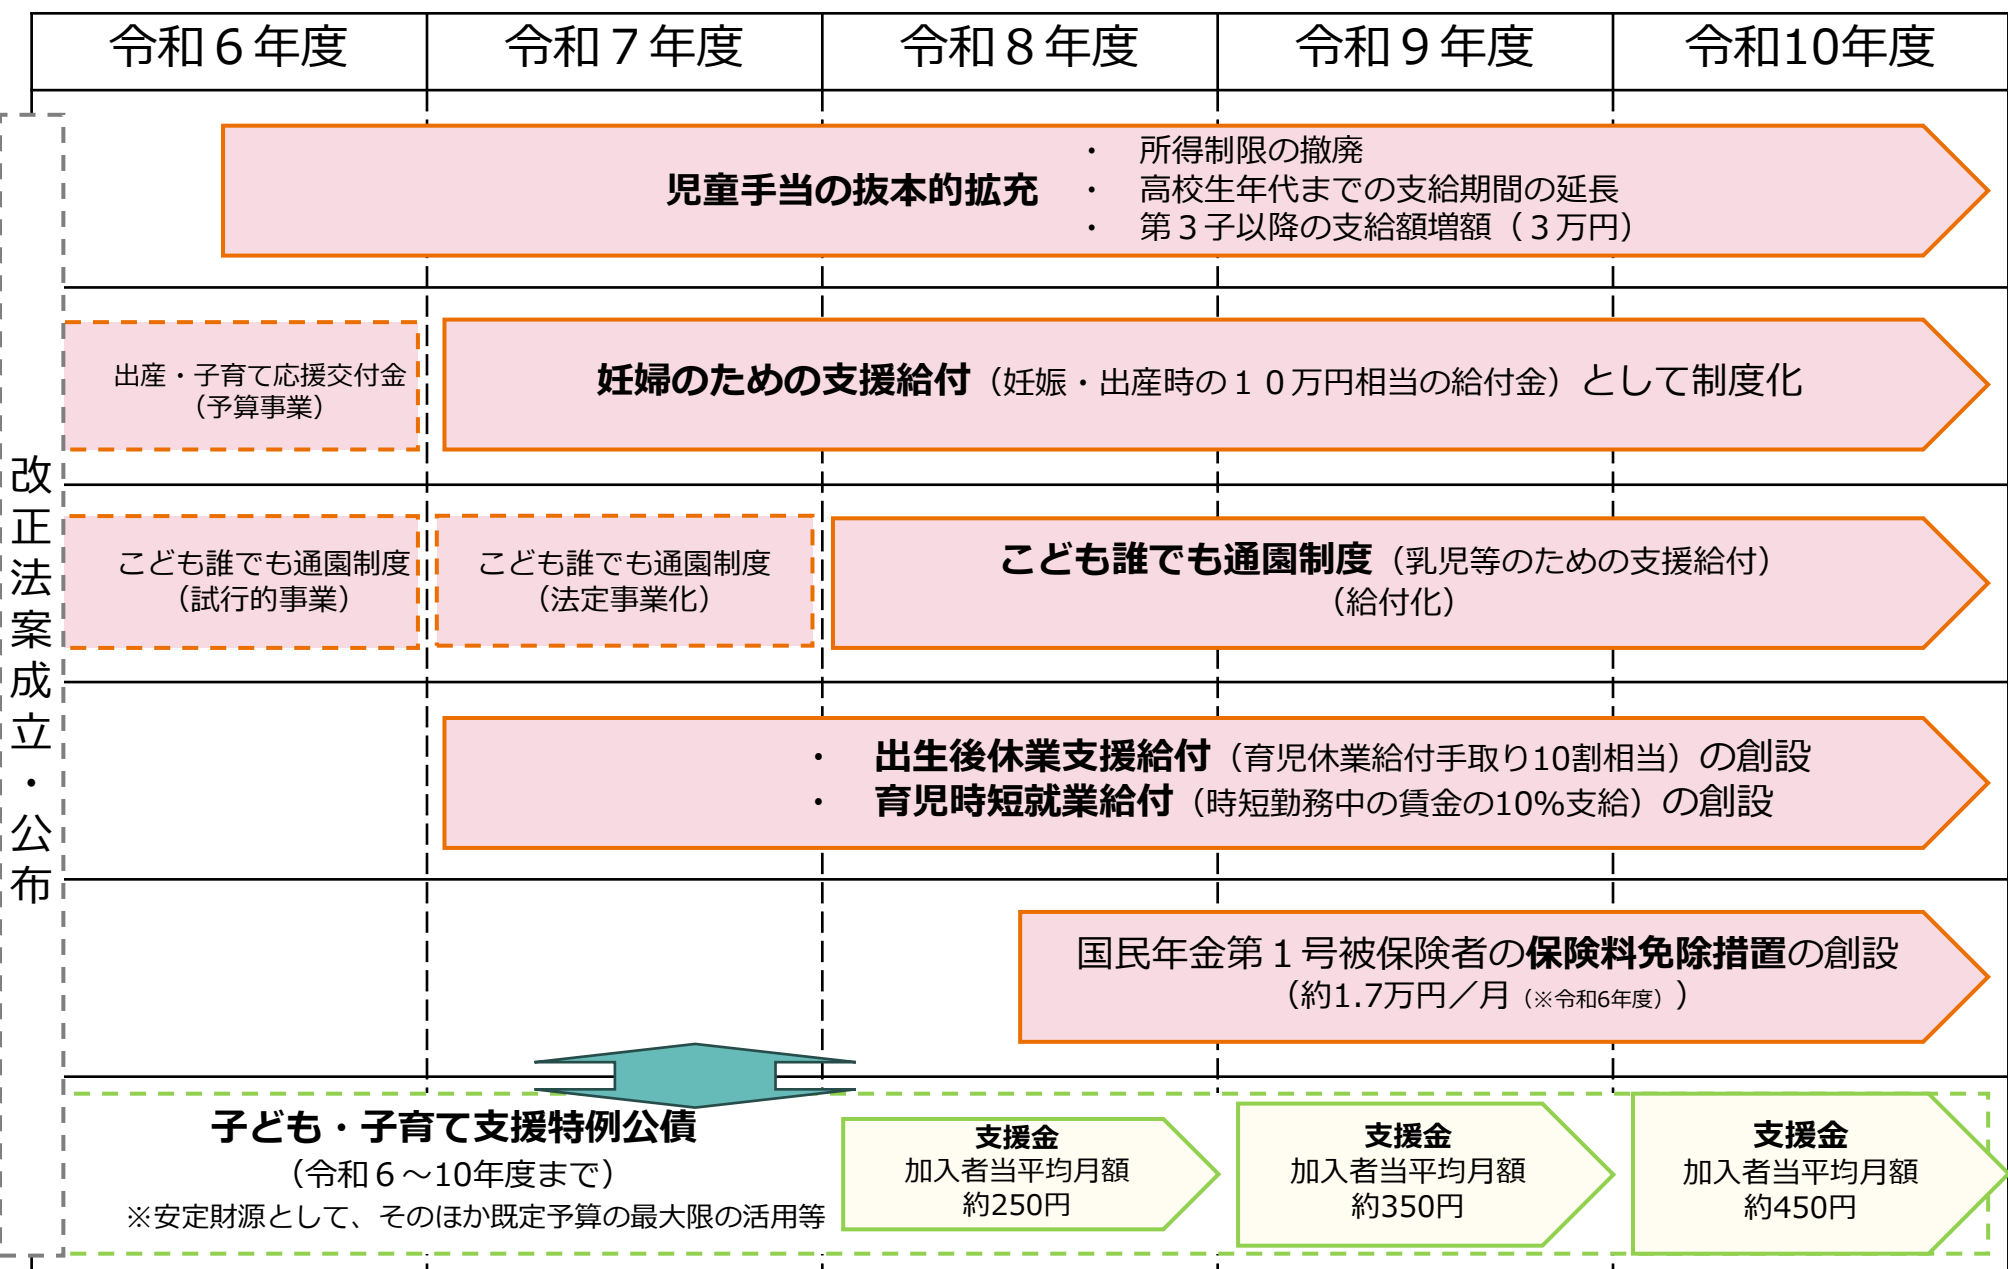 令和６年度
令和７年度
令和８年度
令和９年度
令和10年度
改正法案成立・公布
児童手当の抜本的拡充
・ 所得制限の撤廃
・ 高校生年代までの支給期間の延長
・ 第３子以降の支給額増額（３万円）
出産・子育て応援交付金
（予算事業）
妊婦のための支援給付（妊娠・出産時の１０万円相当の給付金）として制度化
こども誰でも通園制度
（試行的事業）
こども誰でも通園制度
（法定事業化）
こども誰でも通園制度（乳児等のための支援給付）
（給付化）
・ 出生後休業支援給付（育児休業給付手取り10割相当）の創設
・ 育児時短就業給付（時短勤務中の賃金の10%支給）の創設
国民年金第１号被保険者の保険料免除措置の創設
（約1.7万円／月（※令和6年度））
子ども・子育て支援特例公債
（令和６～10年度まで）
※安定財源として、そのほか既定予算の最大限の活用等
支援金
加入者当平均月額
約250円
支援金
加入者当平均月額
約350円
支援金
加入者当平均月額
約450円